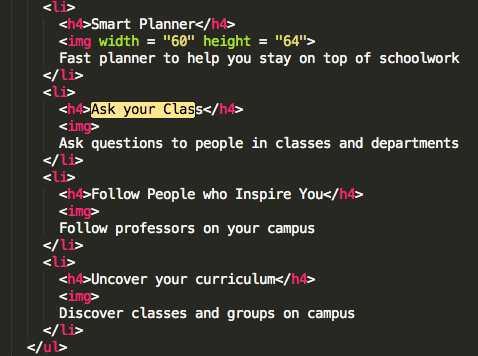 <li>
<h4>Smart Planner</h4>
<img width = "60" height = "64">
Fast planner to help you stay on top of schoolwork
</li>
<li>
<h4>Ask your Class</h4>
<img>
Ask questions to people in classes and departments
</li>
<li>
<h4>Follow People who Inspire You</h4>
<img>
Follow professors on your campus
</li>
<li>
<h4>Uncover your curriculum</h4>
<img>
Discover classes and groups on campus
</li>
</ul>